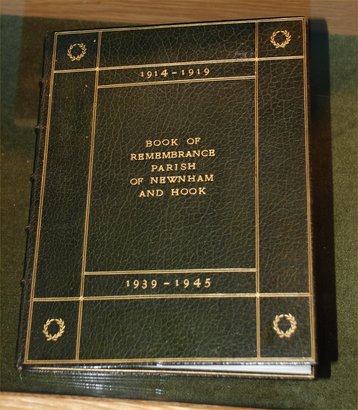 1914-1919
BOOK OF
REMEMBRANCE
PARISH
OF NEWNHAM
AND HOOK
1939-1945